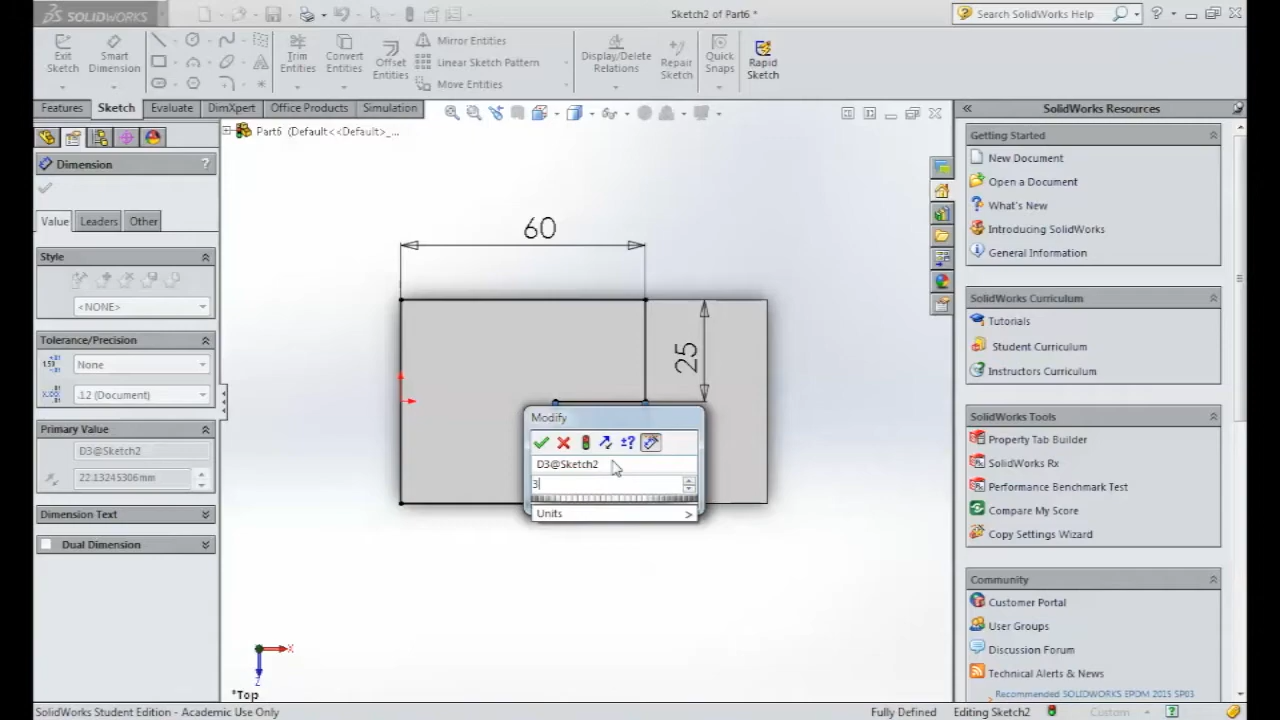 SOLIDWORKS
Sketch2 of Part6 *
Search SolidWorks Help
Exit Sketch
Smart Dimension
Trim Entities
Convert Entities
Offset Entities
Mirror Entities
Linear Sketch Pattern
Move Entities
Display/Delete Relations
Repair Sketch
Quick Snaps
Rapid Sketch
Features
Sketch
Evaluate
DimXpert
Office Products
Simulation
Part6 (Default<<Default>_...
Dimension
?
Value
Leaders
Other
Style
<NONE>
Tolerance/Precision
None
.12 (Document)
Primary Value
D3@Sketch2
22.13245306mm
Dimension Text
Dual Dimension
60
25
Modify
D3@Sketch2
3
Units >
X
Z
*Top
SolidWorks Resources
Getting Started
New Document
Open a Document
What's New
Introducing SolidWorks
General Information
SolidWorks Curriculum
Tutorials
Student Curriculum
Instructors Curriculum
SolidWorks Tools
Property Tab Builder
SolidWorks Rx
Performance Benchmark Test
Compare My Score
Copy Settings Wizard
Community
Customer Portal
User Groups
Discussion Forum
Technical Alerts & News
Recommended SOLIDWORKS EPDM 2015 SP03
SolidWorks Student Edition - Academic Use Only
Fully Defined
Editing Sketch2
Custom